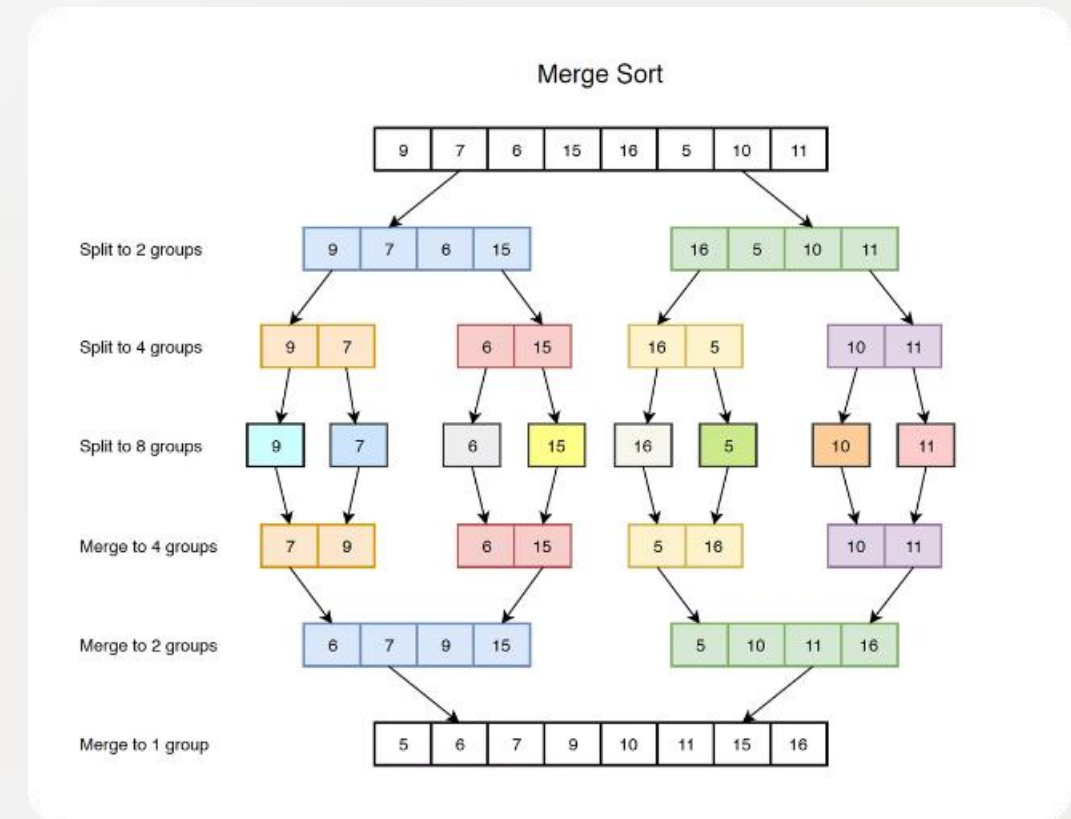 Merge Sort
9 7 6 15 16 5 10 11
Split to 2 groups 9 7 6 15 16 5 10 11
Split to 4 groups 9 7 6 15 16 5 10 11
Split to 8 groups 9 7 6 15 16 5 10 11
Merge to 4 groups 7 9 6 15 5 16 10 11
Merge to 2 groups 6 7 9 15 5 10 11 16
Merge to 1 group 5 6 7 9 10 11 15 16